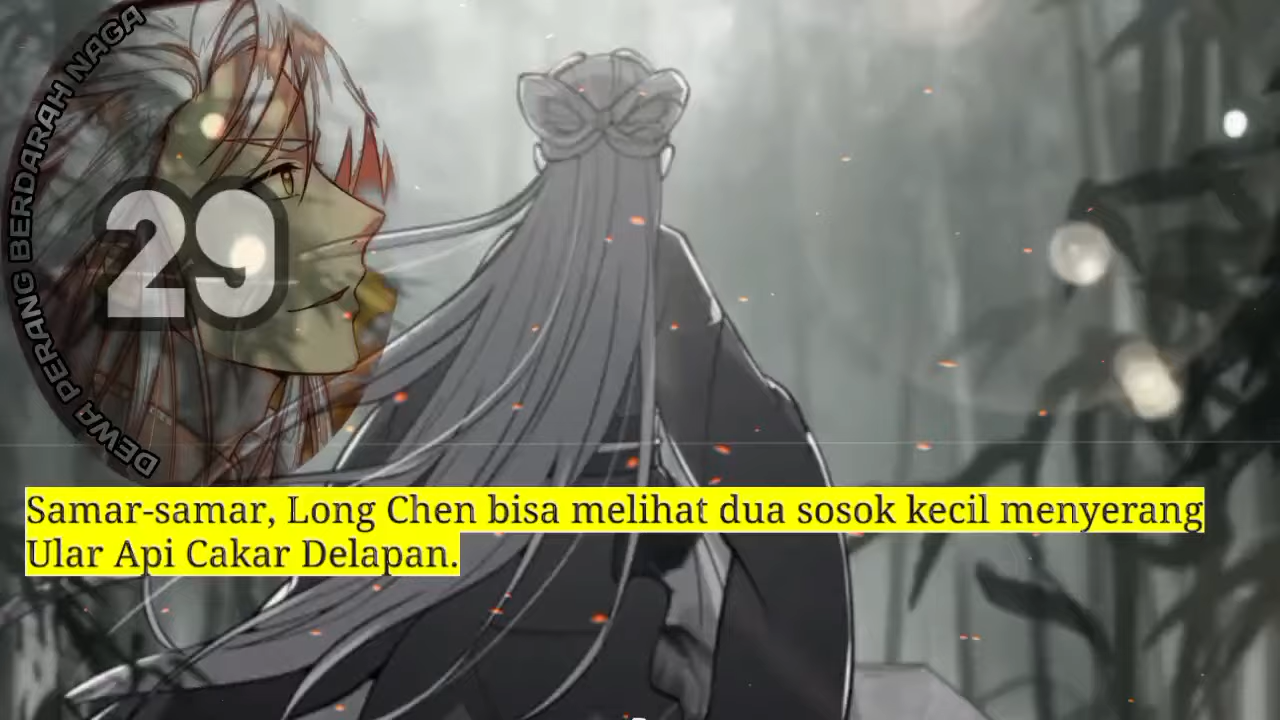 DEWA PERANG BERDARAH NAGA
29
Samar-samar, Long Chen bisa melihat dua sosok kecil menyerang
Ular Api Cakar Delapan.